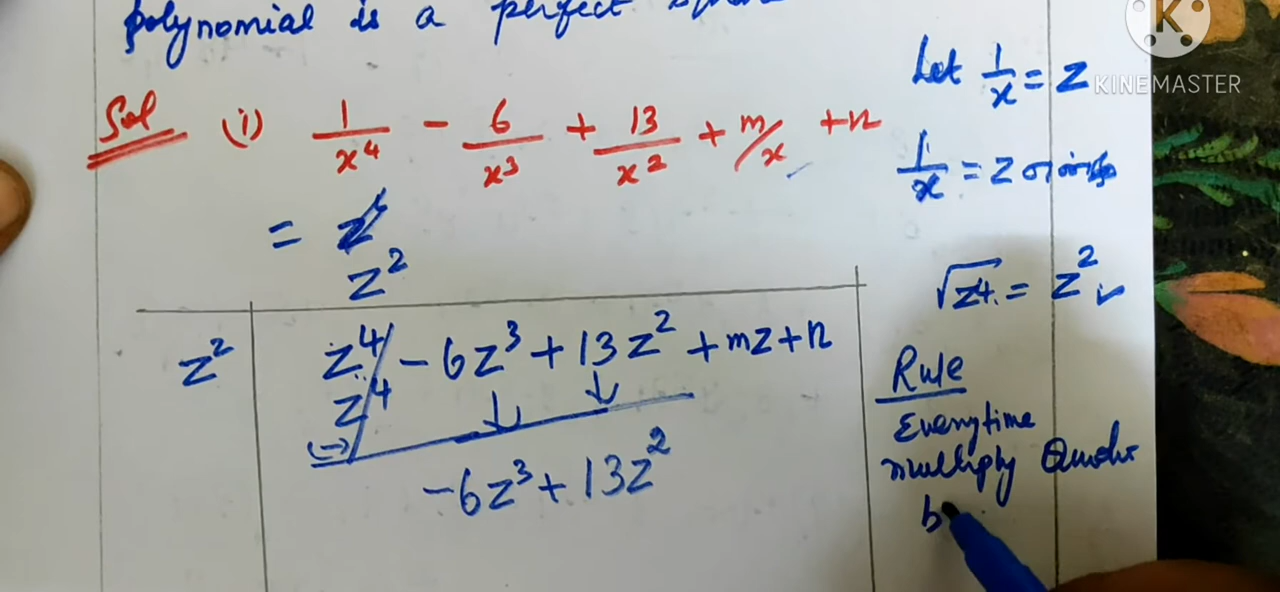 polynomial is a perfect
Let 1/x = z
K
KINEMASTER
Sol (i) 1/x⁴ - 6/x³ + 13/x² + m/x + n
1/x = z
=
z²
√z⁴ = z²
z² z⁴ - 6z³ + 13z² + mz + n
z⁴
(-)
-6z³ + 13z²
Rule
Everytime
multiply
b